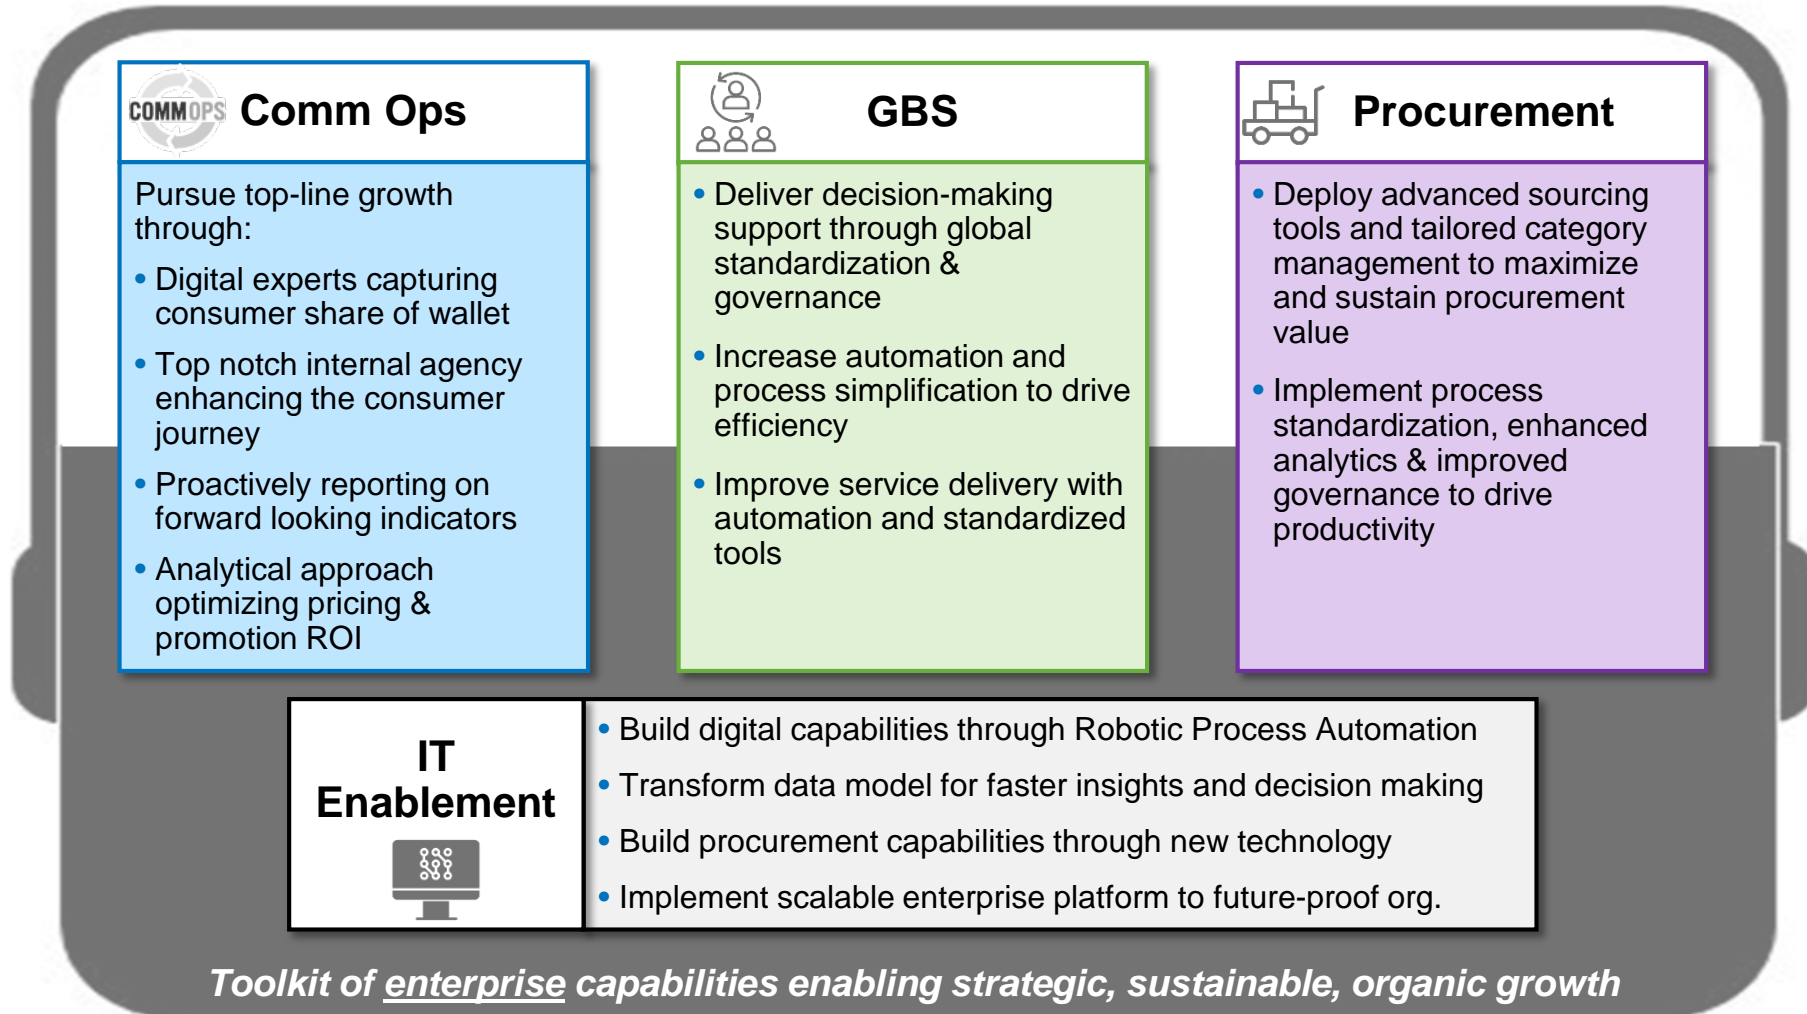 COMMOPS
Comm Ops
Pursue top-line growth
through:
• Digital experts capturing
consumer share of wallet
• Top notch internal agency
enhancing the consumer
journey
• Proactively reporting on
forward looking indicators
• Analytical approach
optimizing pricing &
promotion ROI
GBS
• Deliver decision-making
support through global
standardization &
governance
• Increase automation and
process simplification to drive
efficiency
• Improve service delivery with
automation and standardized
tools
Procurement
• Deploy advanced sourcing
tools and tailored category
management to maximize
and sustain procurement
value
• Implement process
standardization, enhanced
analytics & improved
governance to drive
productivity
IT
Enablement
• Build digital capabilities through Robotic Process Automation
• Transform data model for faster insights and decision making
• Build procurement capabilities through new technology
• Implement scalable enterprise platform to future-proof org.
Toolkit of enterprise capabilities enabling strategic, sustainable, organic growth